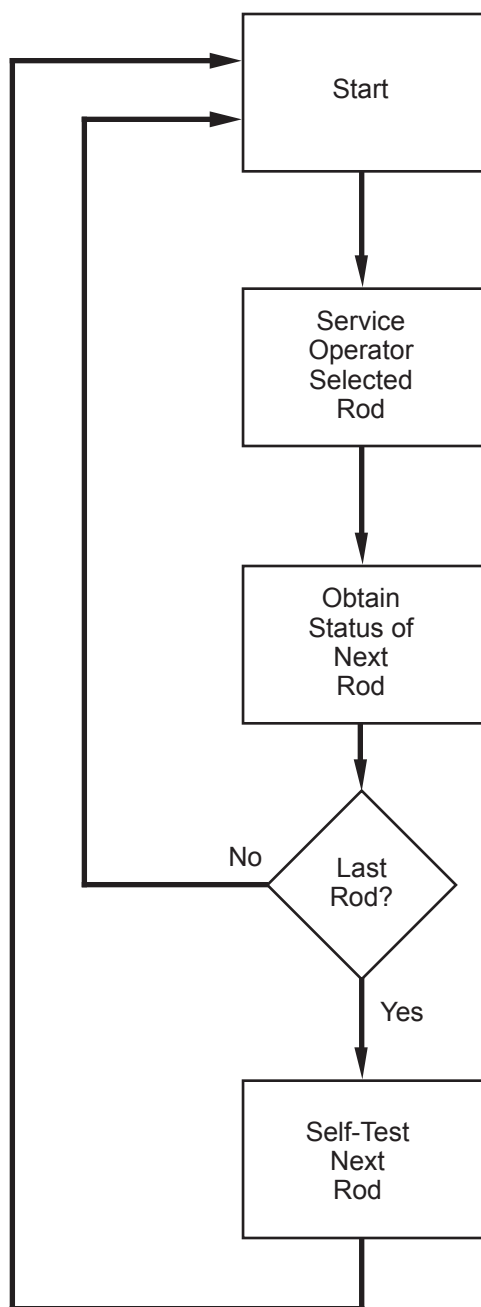 Start
Service
Operator
Selected
Rod
Obtain
Status of
Next
Rod
No
Last
Rod?
Yes
Self-Test
Next
Rod